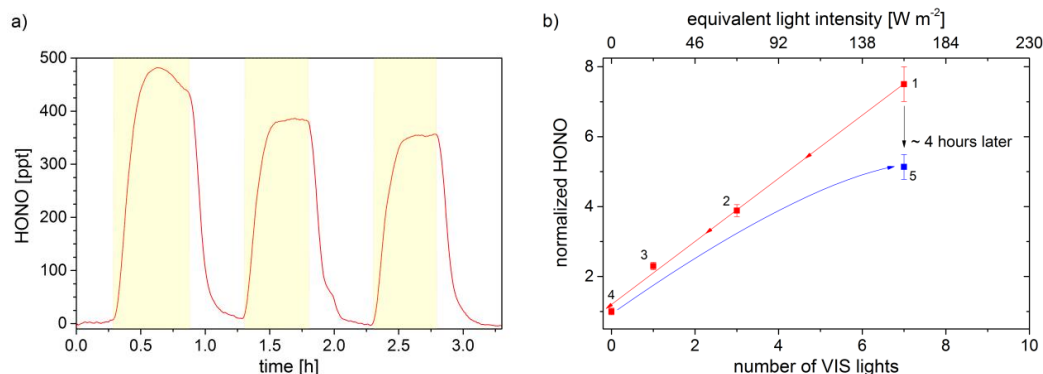 a)
500
400
300
200
100
0
HONO [ppt]
0.0 0.5 1.0 1.5 2.0 2.5 3.0
time [h]
b)
equivalent light intensity [W m⁻²]
0 46 92 138 184 230
8
6
4
2
normalized HONO
1
~ 4 hours later
5
2
3
4
0 2 4 6 8 10
number of VIS lights